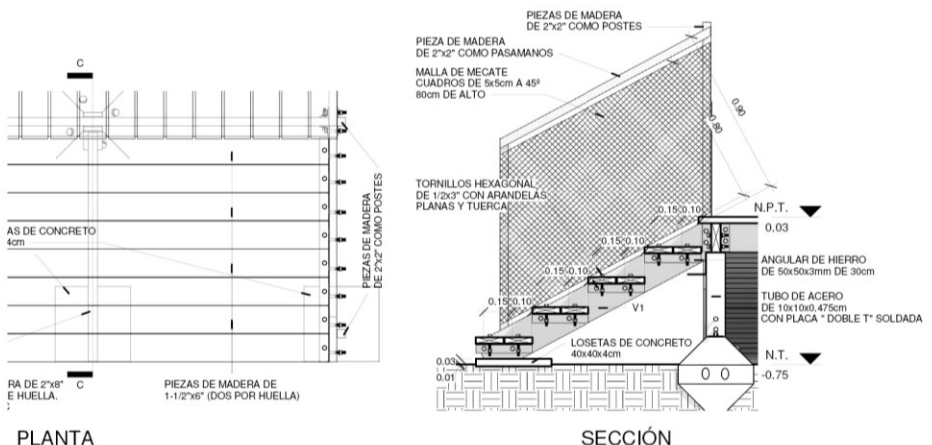 C
PIEZAS DE MADERA
DE 2"x2" COMO POSTES
AS DE CONCRETO
4cm
C
RA DE 2"x8"
E HUELLA.
C
PIEZAS DE MADERA DE
1-1/2"x6" (DOS POR HUELLA)
PLANTA
PIEZAS DE MADERA
DE 2"x2" COMO POSTES
PIEZA DE MADERA
DE 2"x2" COMO PASAMANOS
MALLA DE MECATE
CUADROS DE 5x5cm A 45º
80cm DE ALTO
0.90
0.80
TORNILLOS HEXAGONAL
DE 1/2x3" CON ARANDELAS
PLANAS Y TUERCA
0.15 0.10
0.15 0.10
0.15 0.10
0.15 0.10
N.P.T.
0.03
ANGULAR DE HIERRO
DE 50x50x3mm DE 30cm
TUBO DE ACERO
DE 10x10x0.475cm
CON PLACA " DOBLE T" SOLDADA
V1
LOSETAS DE CONCRETO
40x40x4cm
0.03
0.01
N.T.
-0.75
SECCIÓN